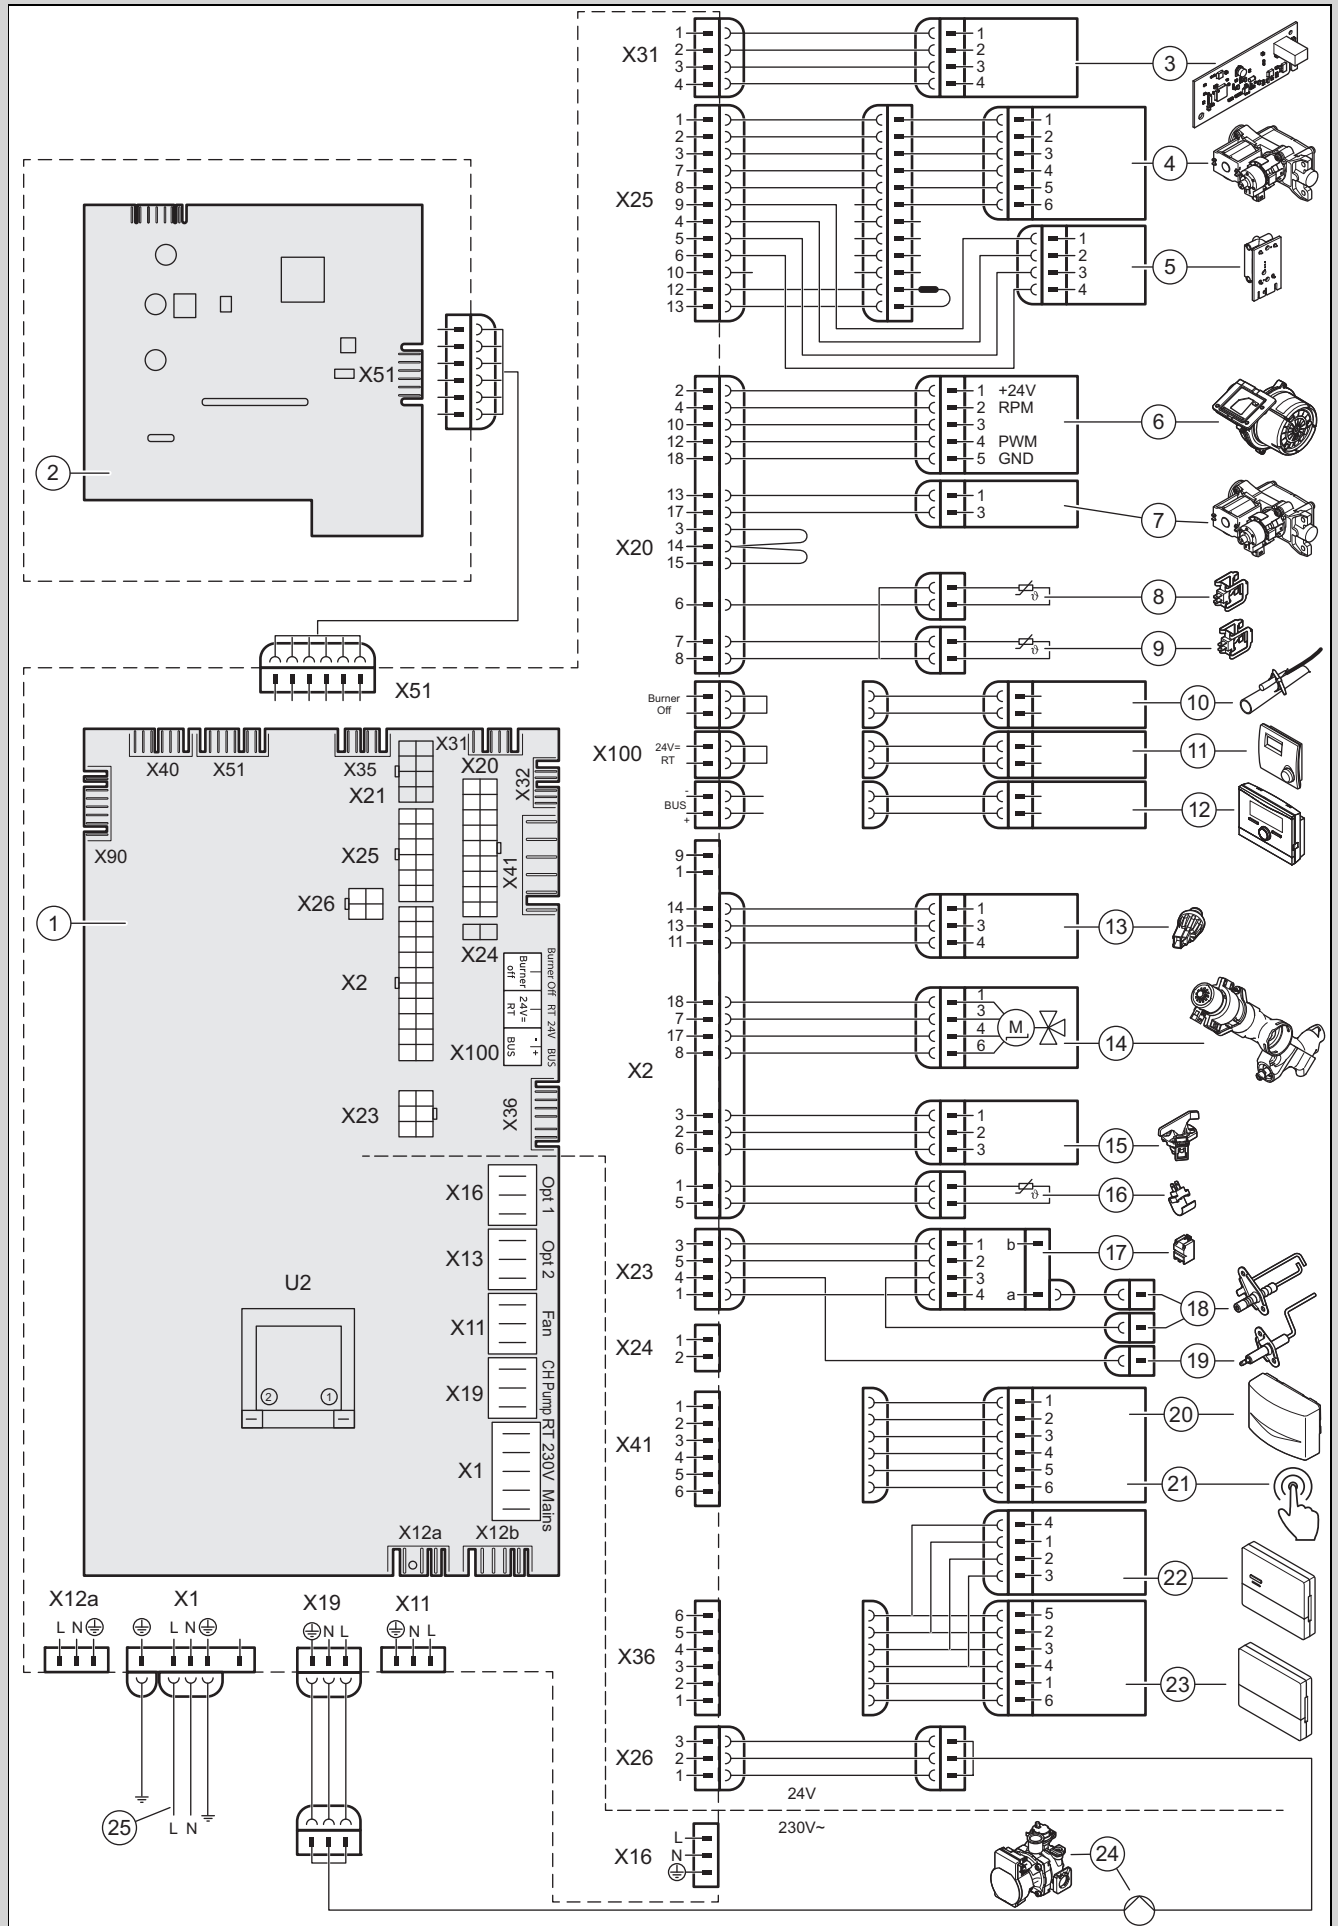 X31
1
2
3
4
1
2
3
4
3
X25
1
2
3
7
8
9
4
5
6
10
12
13
1
2
3
4
5
6
4
1
2
3
4
5
X51
2
X20
2
4
10
12
18
1 +24V
2 RPM
3
4 PWM
5 GND
6
13
17
3
14
15
1
3
7
6
ϑ
8
7
8
ϑ
9
X51
X100
Burner
Off
10
24V=
RT
11
-
BUS
+
12
X40
X51
X35
X31
X21
X20
X32
X90
X25
X41
X26
X24
X2
1
Burner
off
24V=
RT
BUS
- +
Burner Off RT 24V BUS
X100
X23
X36
X16
Opt 1
X13
Opt 2
X11
Fan
X19
CH Pump
X1
RT 230V Mains
U2
2
1
X12a
X12b
X2
9
1
14
13
11
1
3
4
13
18
7
17
8
1
3
4
6
M
14
3
2
6
1
2
3
15
1
5
ϑ
16
X23
3
5
4
1
1
2
3
4
b
a
17
18
19
X24
1
2
X41
1
2
3
4
5
6
1
2
3
4
5
6
20
21
4
1
2
3
22
X36
6
5
4
3
2
1
5
2
3
4
1
6
23
X26
3
2
1
24V
230V~
X16
L
N
24
X12a
L N
X1
L N
X19
N L
X11
N L
25
L N